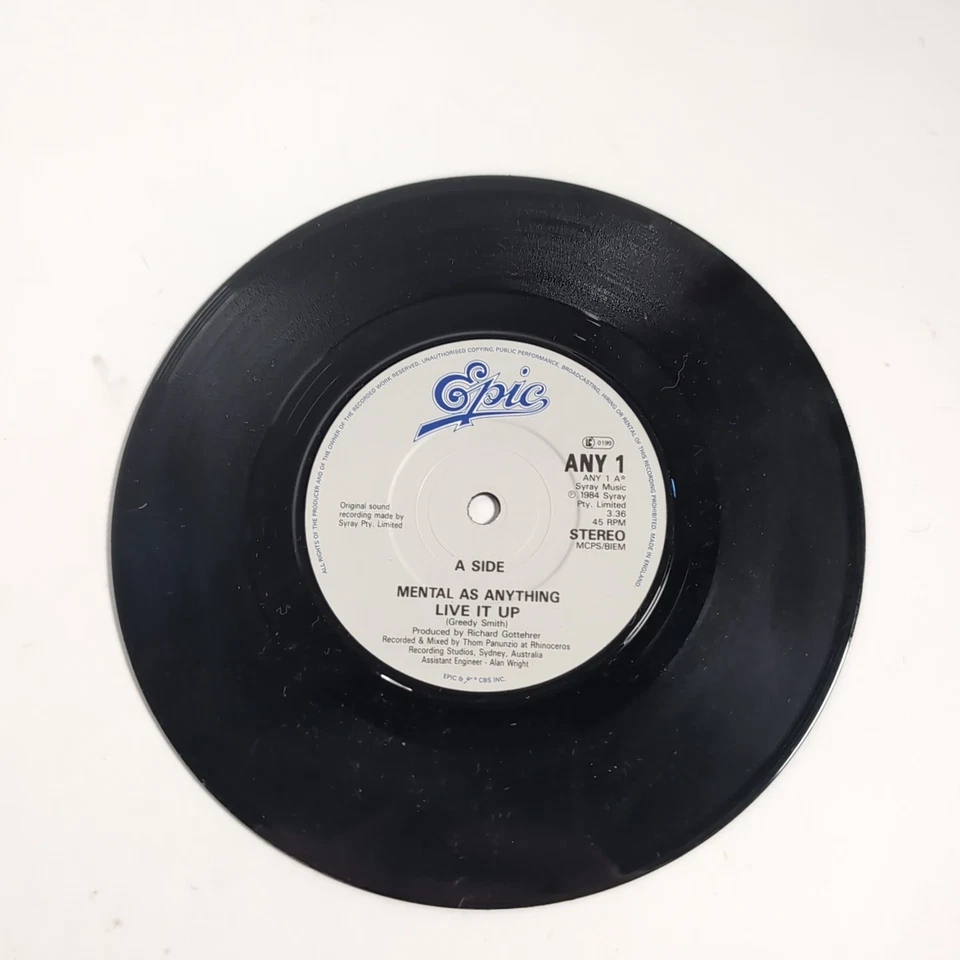 ALL RIGHTS OF THE PRODUCER AND OF THE OWNER OF THE RECORDED WORK RESERVED. UNAUTHORISED COPYING, PUBLIC PERFORMANCE, BROADCASTING, HIRING OR RENTAL OF THIS RECORDING PROHIBITED. MADE IN ENGLAND.
Epic
LC 0199
ANY 1
ANY 1 A°
Syray Music
℗ 1984 Syray
Pty. Limited
3.36
45 RPM
STEREO
MCPS/BIEM
Original sound
recording made by
Syray Pty. Limited
A SIDE
MENTAL AS ANYTHING
LIVE IT UP
(Greedy Smith)
Produced by Richard Gottehrer
Recorded & Mixed by Thom Panunzio at Rhinoceros
Recording Studios, Sydney, Australia
Assistant Engineer - Alan Wright
EPIC & CBS INC.